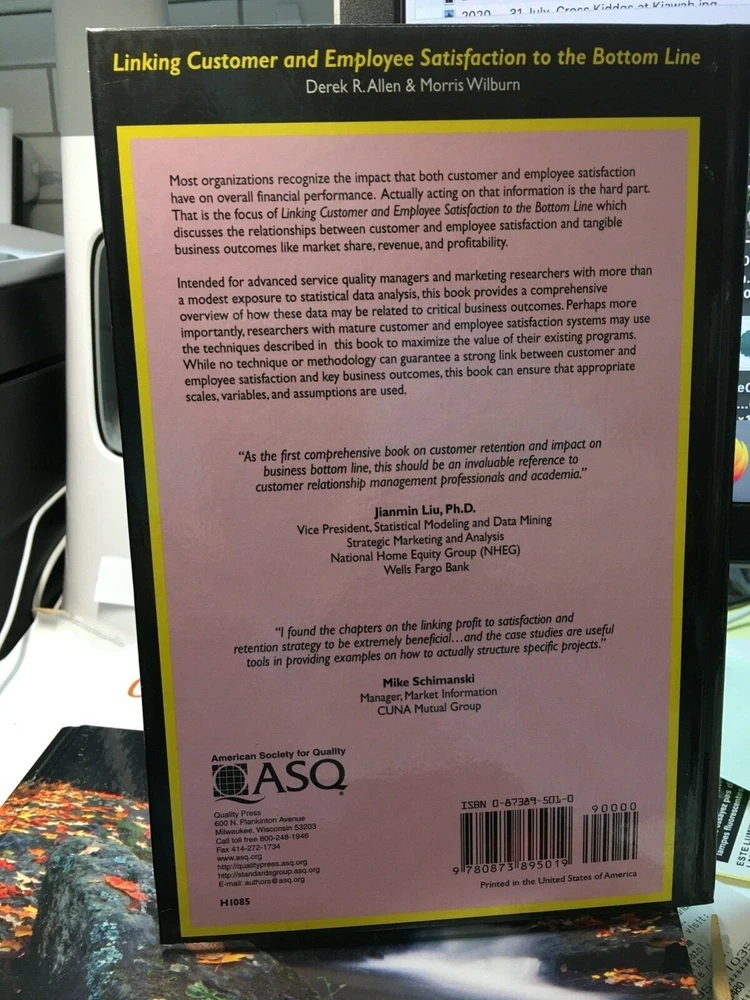 2020 31 July. Cross Kiddos at Kiawah.jpg
Linking Customer and Employee Satisfaction to the Bottom Line
Derek R. Allen & Morris Wilburn
Most organizations recognize the impact that both customer and employee satisfaction
have on overall financial performance. Actually acting on that information is the hard part.
That is the focus of Linking Customer and Employee Satisfaction to the Bottom Line which
discusses the relationships between customer and employee satisfaction and tangible
business outcomes like market share, revenue, and profitability.
Intended for advanced service quality managers and marketing researchers with more than
a modest exposure to statistical data analysis, this book provides a comprehensive
overview of how these data may be related to critical business outcomes. Perhaps more
importantly, researchers with mature customer and employee satisfaction systems may use
the techniques described in this book to maximize the value of their existing programs.
While no technique or methodology can guarantee a strong link between customer and
employee satisfaction and key business outcomes, this book can ensure that appropriate
scales, variables, and assumptions are used.
"As the first comprehensive book on customer retention and impact on
business bottom line, this should be an invaluable reference to
customer relationship management professionals and academia."
Jianmin Liu, Ph.D.
Vice President, Statistical Modeling and Data Mining
Strategic Marketing and Analysis
National Home Equity Group (NHEG)
Wells Fargo Bank
"I found the chapters on the linking profit to satisfaction and
retention strategy to be extremely beneficial...and the case studies are useful
tools in providing examples on how to actually structure specific projects."
Mike Schimanski
Manager, Market Information
CUNA Mutual Group
American Society for Quality
ASQ®
Quality Press
600 N. Plankinton Avenue
Milwaukee, Wisconsin 53203
Call toll free 800-248-1946
Fax 414-272-1734
www.asq.org
http://qualitypress.asq.org
http://standardsgroup.asq.org
E-mail: authors@asq.org
H1085
ISBN 0-87389-501-0
90000
9 780873 895019
Printed in the United States of America
lampes fluorescent